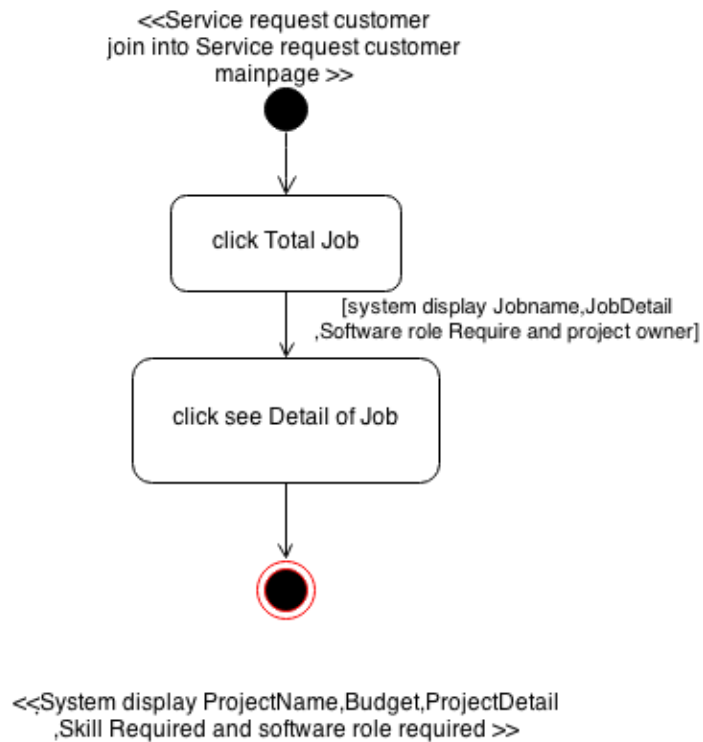 <<Service request customer
join into Service request customer
mainpage >>
click Total Job
[system display Jobname,JobDetail
,Software role Require and project owner]
click see Detail of Job
<<System display ProjectName,Budget,ProjectDetail
,Skill Required and software role required >>